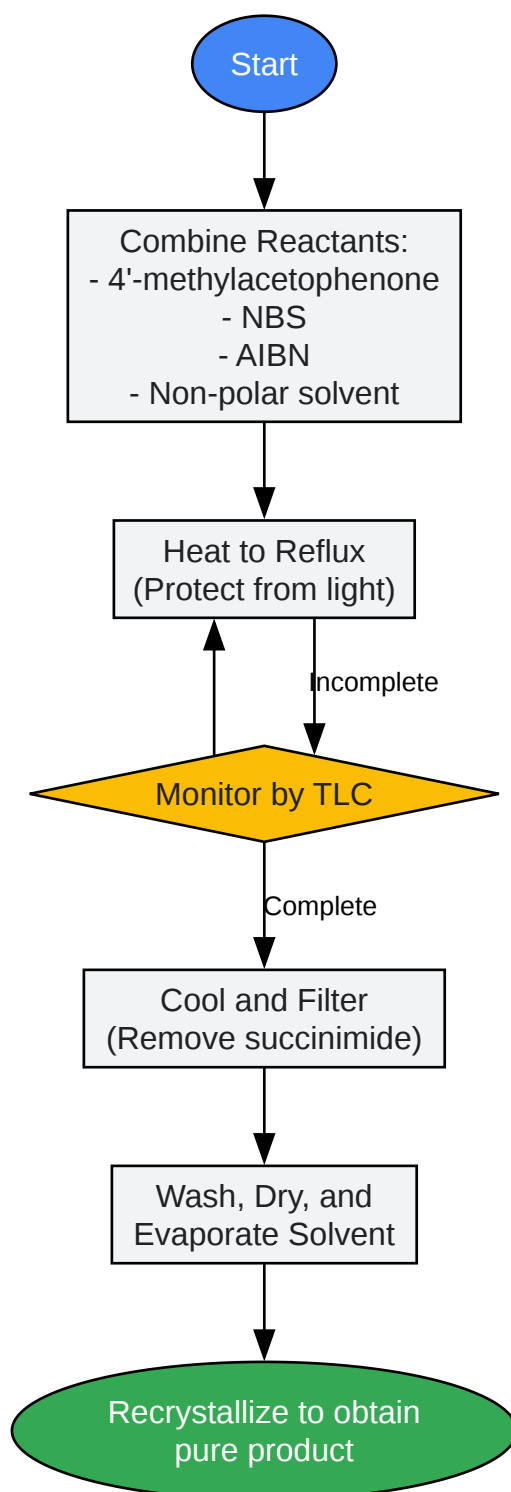 Start
Combine Reactants:
- 4'-methylacetophenone
- NBS
- AIBN
- Non-polar solvent
Heat to Reflux
(Protect from light)
Incomplete
Monitor by TLC
Complete
Cool and Filter
(Remove succinimide)
Wash, Dry, and
Evaporate Solvent
Recrystallize to obtain
pure product